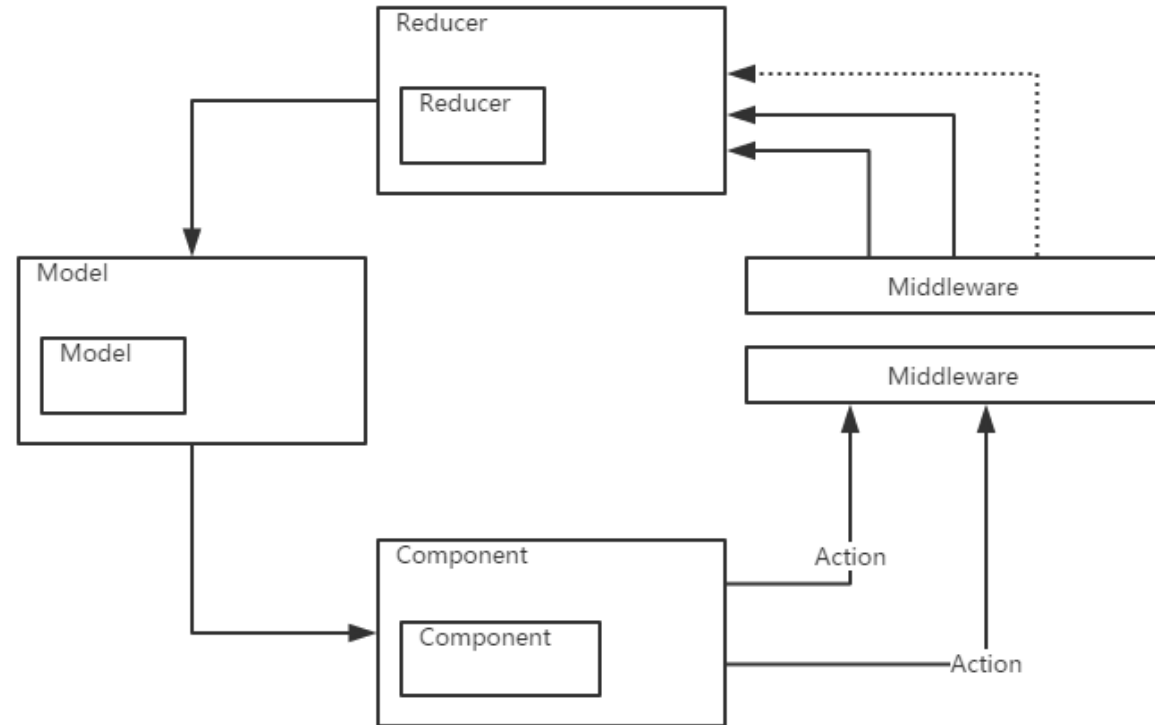 Reducer
Reducer
Model
Model
Middleware
Middleware
Component
Component
Action
Action